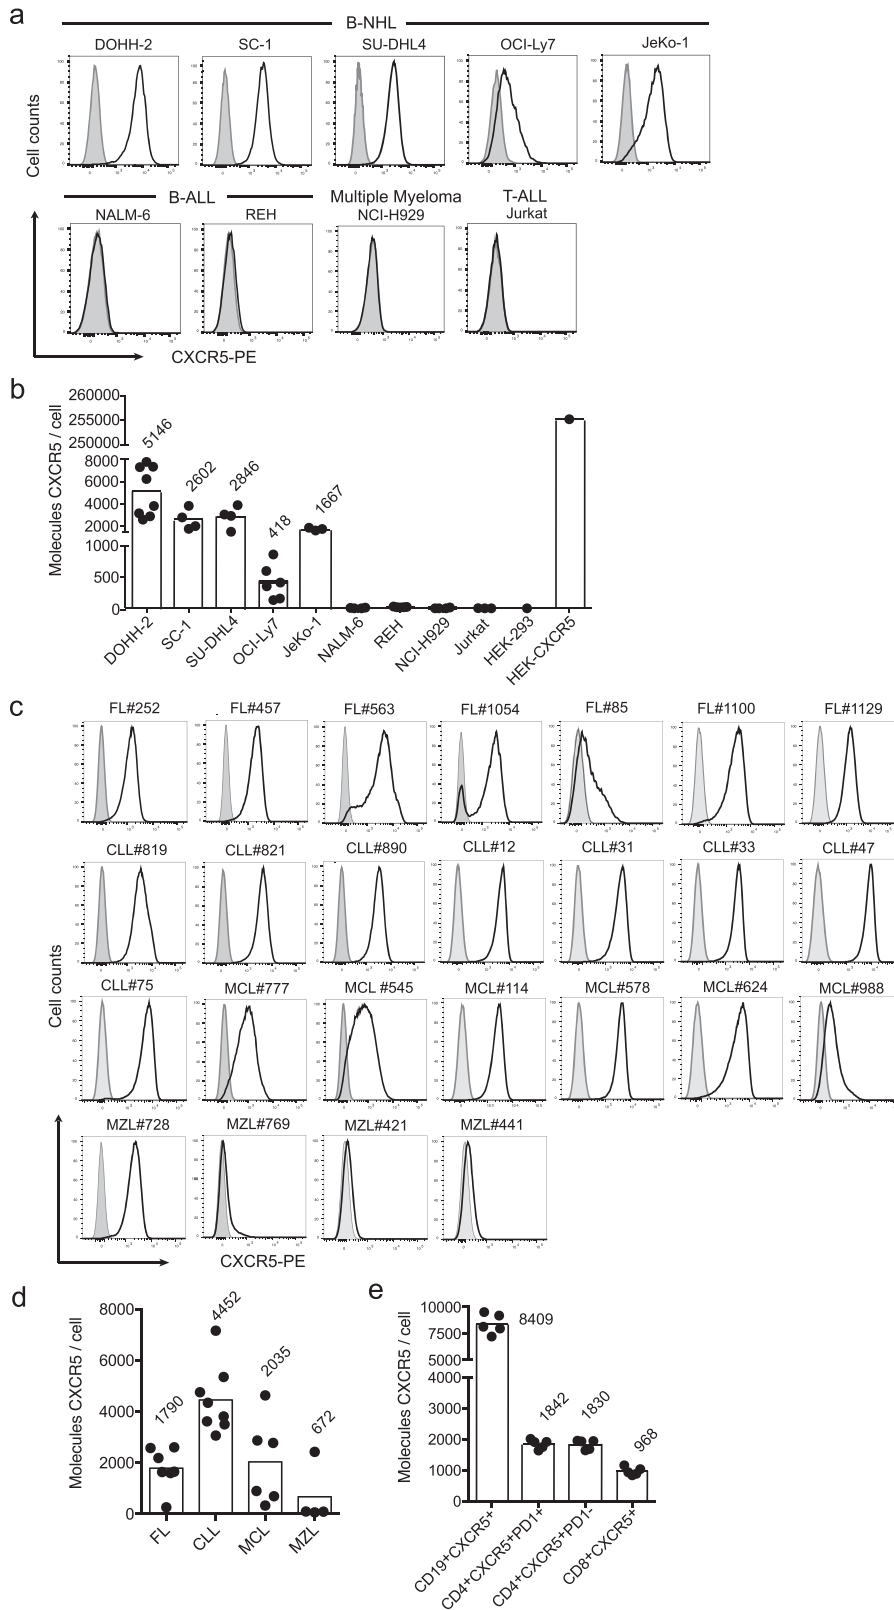 a
B-NHL
DOHH-2 SC-1 SU-DHL4 OCI-Ly7 JeKo-1
Cell counts
B-ALL Multiple Myeloma T-ALL
NALM-6 REH NCI-H929 Jurkat
CXCR5-PE
b
Molecules CXCR5 / cell
260000
255000
250000
8000
6000
4000
2000
1000
500
0
5146 2602 2846 418 1667
DOHH-2 SC-1 SU-DHL4 OCI-Ly7 JeKo-1 NALM-6 REH NCI-H929 Jurkat HEK-293 HEK-CXCR5
c
FL#252 FL#457 FL#563 FL#1054 FL#85 FL#1100 FL#1129
CLL#819 CLL#821 CLL#890 CLL#12 CLL#31 CLL#33 CLL#47
Cell counts
CLL#75 MCL#777 MCL #545 MCL#114 MCL#578 MCL#624 MCL#988
MZL#728 MZL#769 MZL#421 MZL#441
CXCR5-PE
d
Molecules CXCR5 / cell
8000
6000
4000
2000
0
1790 4452 2035 672
FL CLL MCL MZL
e
Molecules CXCR5 / cell
10000
7500
5000
4000
3000
2000
1000
0
8409 1842 1830 968
CD19+CXCR5+ CD4+CXCR5+PD1+ CD4+CXCR5+PD1- CD8+CXCR5+